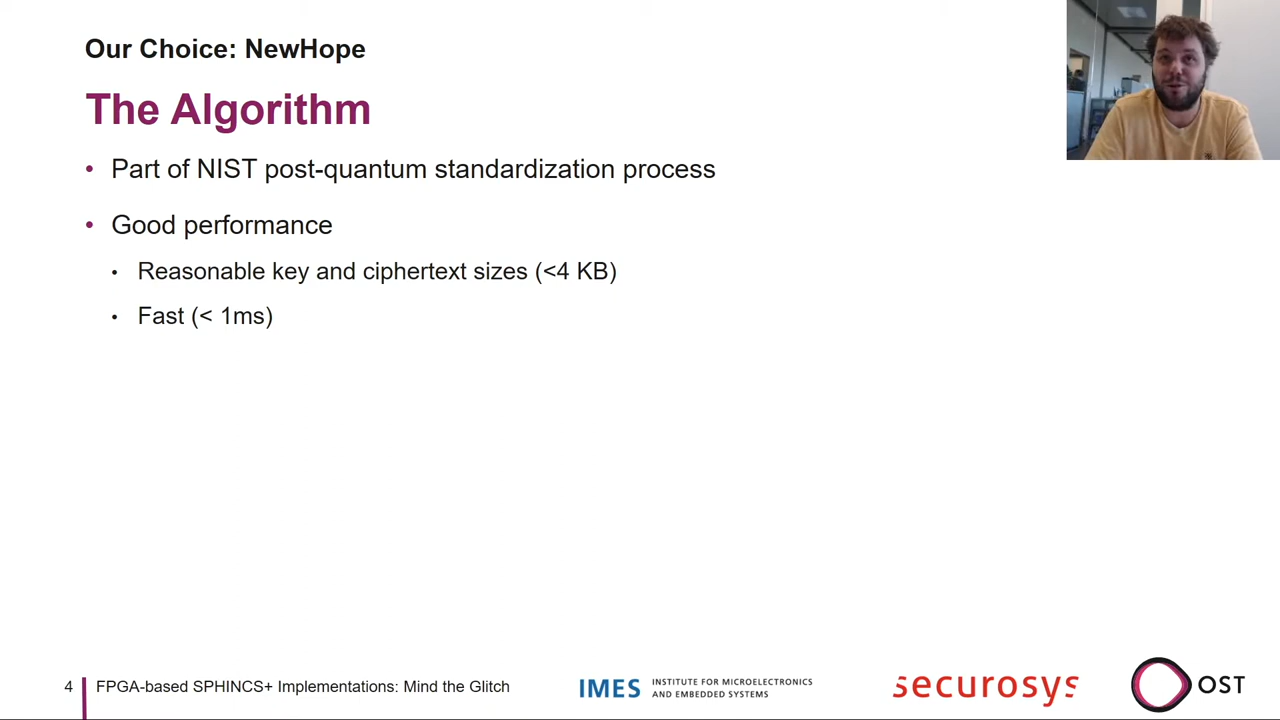 Our Choice: NewHope
The Algorithm
• Part of NIST post-quantum standardization process
• Good performance
• Reasonable key and ciphertext sizes (<4 KB)
• Fast (< 1ms)
4 FPGA-based SPHINCS+ Implementations: Mind the Glitch
IMES INSTITUTE FOR MICROELECTRONICS
AND EMBEDDED SYSTEMS
securosys
OST